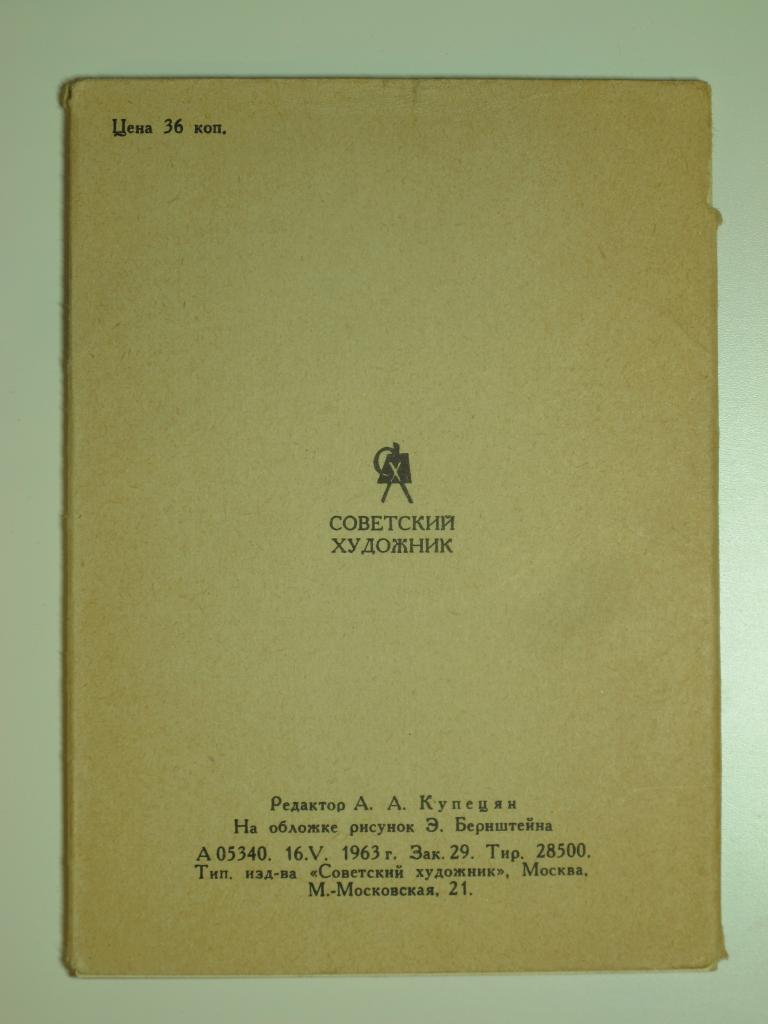 Цена 36 коп.
СХ
СОВЕТСКИЙ
ХУДОЖНИК
Редактор А. А. Купецян
На обложке рисунок Э. Бернштейна
А 05340. 16.V. 1963 г. Зак. 29. Тир. 28500.
Тип. изд-ва «Советский художник», Москва,
М.-Московская, 21.